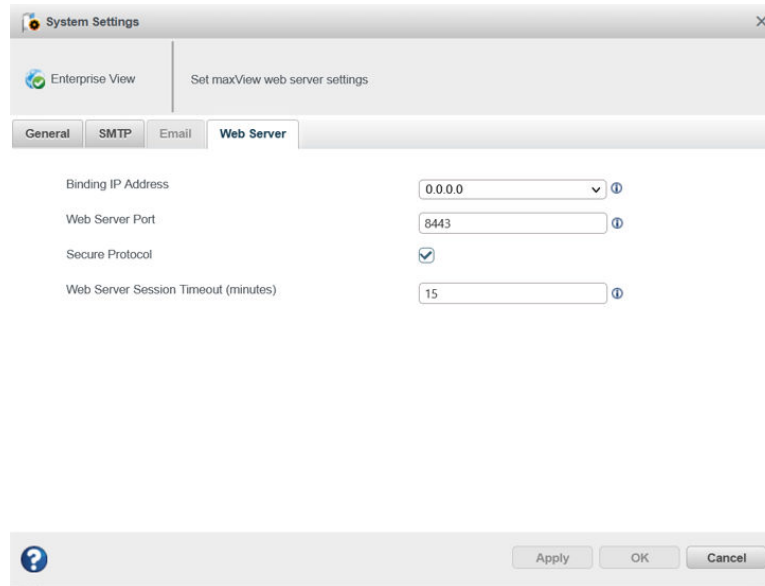 System Settings
Enterprise View
Set maxView web server settings
General SMTP Email Web Server
Binding IP Address 0.0.0.0
Web Server Port 8443
Secure Protocol
Web Server Session Timeout (minutes) 15
Apply OK Cancel